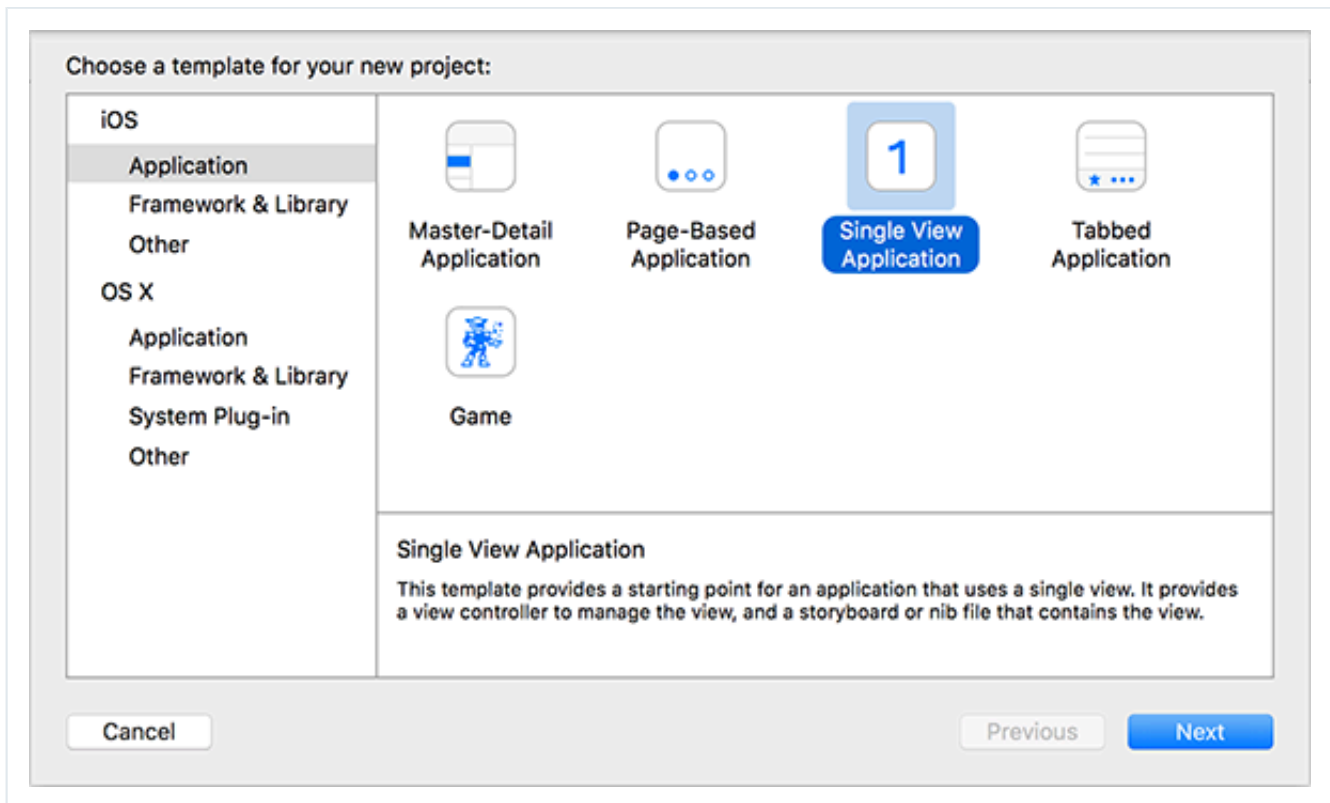 Choose a template for your new project:
iOS
Application
Framework & Library
Other
OS X
Application
Framework & Library
System Plug-in
Other
Master-Detail
Application
Page-Based
Application
1
Single View
Application
Tabbed
Application
Game
Single View Application
This template provides a starting point for an application that uses a single view. It provides
a view controller to manage the view, and a storyboard or nib file that contains the view.
Cancel
Previous
Next